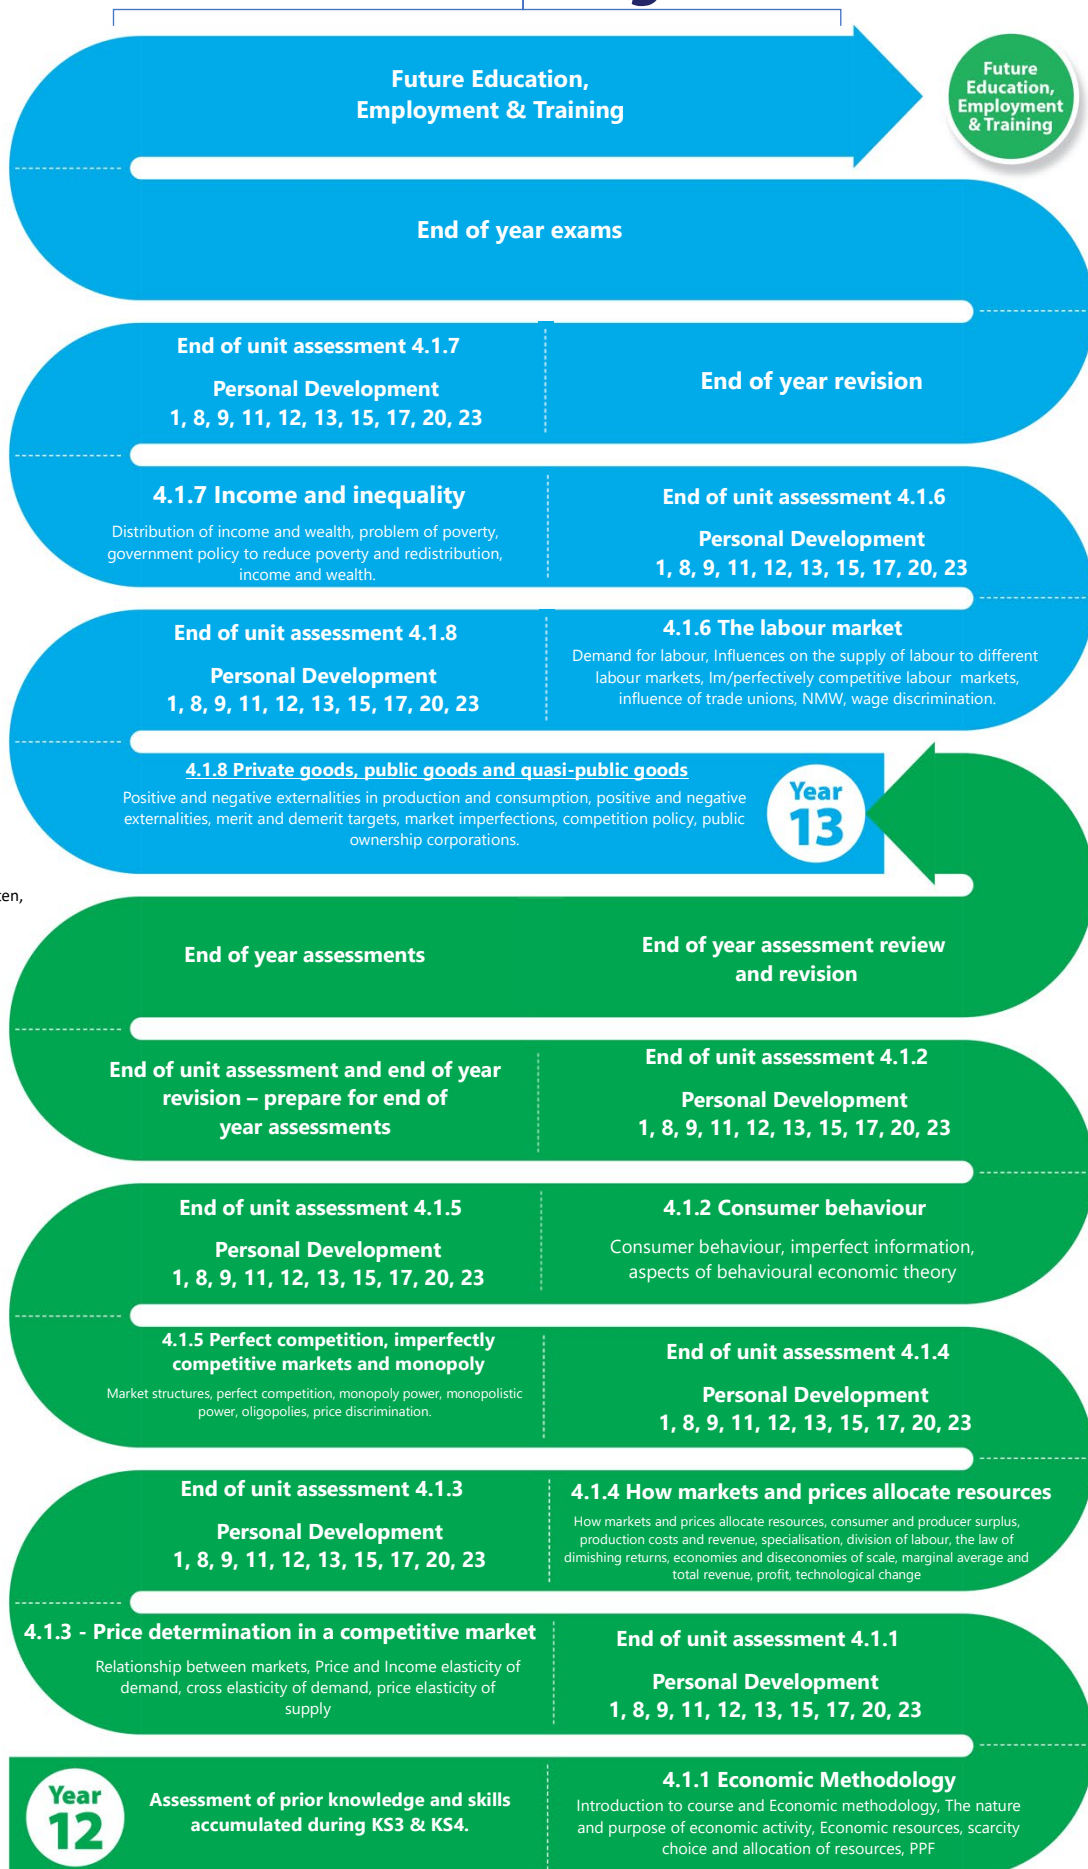 Future Education,
Employment & Training
Future
Education,
Employment
& Training
End of year exams
End of unit assessment 4.1.7
Personal Development
1, 8, 9, 11, 12, 13, 15, 17, 20, 23
End of year revision
4.1.7 Income and inequality
Distribution of income and wealth, problem of poverty,
government policy to reduce poverty and redistribution,
income and wealth.
End of unit assessment 4.1.6
Personal Development
1, 8, 9, 11, 12, 13, 15, 17, 20, 23
End of unit assessment 4.1.8
Personal Development
1, 8, 9, 11, 12, 13, 15, 17, 20, 23
4.1.6 The labour market
Demand for labour, Influences on the supply of labour to different
labour markets, Im/perfectively competitive labour markets,
influence of trade unions, NMW, wage discrimination.
4.1.8 Private goods, public goods and quasi-public goods
Positive and negative externalities in production and consumption, positive and negative
externalities, merit and demerit targets, market imperfections, competition policy, public
ownership corporations.
Year
13
End of year assessments
End of year assessment review
and revision
End of unit assessment and end of year
revision – prepare for end of
year assessments
End of unit assessment 4.1.2
Personal Development
1, 8, 9, 11, 12, 13, 15, 17, 20, 23
End of unit assessment 4.1.5
Personal Development
1, 8, 9, 11, 12, 13, 15, 17, 20, 23
4.1.2 Consumer behaviour
Consumer behaviour, imperfect information,
aspects of behavioural economic theory
4.1.5 Perfect competition, imperfectly
competitive markets and monopoly
Market structures, perfect competition, monopoly power, monopolistic
power, oligopolies, price discrimination.
End of unit assessment 4.1.4
Personal Development
1, 8, 9, 11, 12, 13, 15, 17, 20, 23
End of unit assessment 4.1.3
Personal Development
1, 8, 9, 11, 12, 13, 15, 17, 20, 23
4.1.4 How markets and prices allocate resources
How markets and prices allocate resources, consumer and producer surplus,
production costs and revenue, specialisation, division of labour, the law of
dimishing returns, economies and diseconomies of scale, marginal average and
total revenue, profit, technological change
4.1.3 - Price determination in a competitive market
Relationship between markets, Price and Income elasticity of
demand, cross elasticity of demand, price elasticity of
supply
End of unit assessment 4.1.1
Personal Development
1, 8, 9, 11, 12, 13, 15, 17, 20, 23
Year
12
Assessment of prior knowledge and skills
accumulated during KS3 & KS4.
4.1.1 Economic Methodology
Introduction to course and Economic methodology, The nature
and purpose of economic activity, Economic resources, scarcity
choice and allocation of resources, PPF